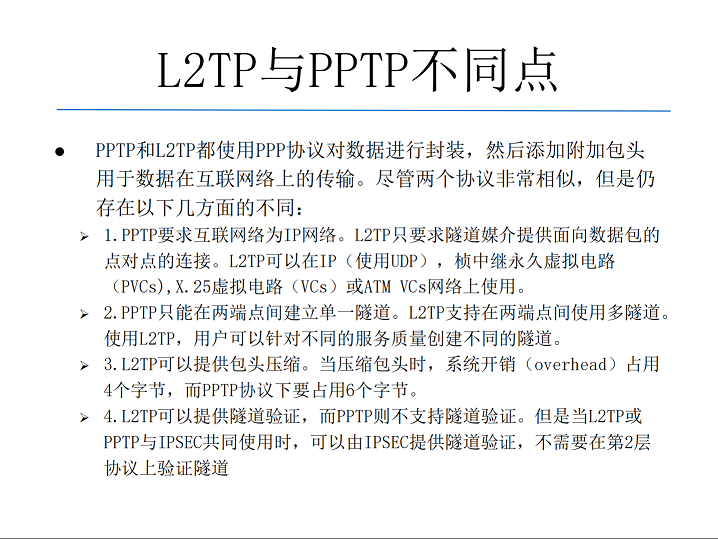 L2TP与PPTP不同点
● PPTP和L2TP都使用PPP协议对数据进行封装，然后添加附加包头
用于数据在互联网络上的传输。尽管两个协议非常相似，但是仍
存在以下几方面的不同：
➢ 1.PPTP要求互联网络为IP网络。L2TP只要求隧道媒介提供面向数据包的
点对点的连接。L2TP可以在IP（使用UDP），桢中继永久虚拟电路
（PVCs),X.25虚拟电路（VCs）或ATM VCs网络上使用。
➢ 2.PPTP只能在两端点间建立单一隧道。L2TP支持在两端点间使用多隧道。
使用L2TP，用户可以针对不同的服务质量创建不同的隧道。
➢ 3.L2TP可以提供包头压缩。当压缩包头时，系统开销（overhead）占用
4个字节，而PPTP协议下要占用6个字节。
➢ 4.L2TP可以提供隧道验证，而PPTP则不支持隧道验证。但是当L2TP或
PPTP与IPSEC共同使用时，可以由IPSEC提供隧道验证，不需要在第2层
协议上验证隧道